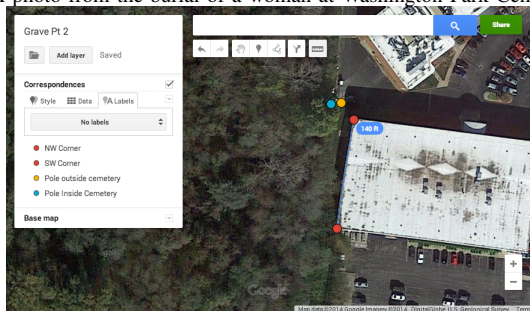 photo from the burial of a woman at Washington Park Cem
Grave Pt 2
Share
Add layer Saved
Correspondences
Style Data Labels
No labels
140 ft
NW Corner
SW Corner
Pole outside cemetery
Pole Inside Cemetery
Base map
+
−
Google
Map data ©2014 Google Imagery ©2014 , DigitalGlobe, U.S. Geological Survey Term